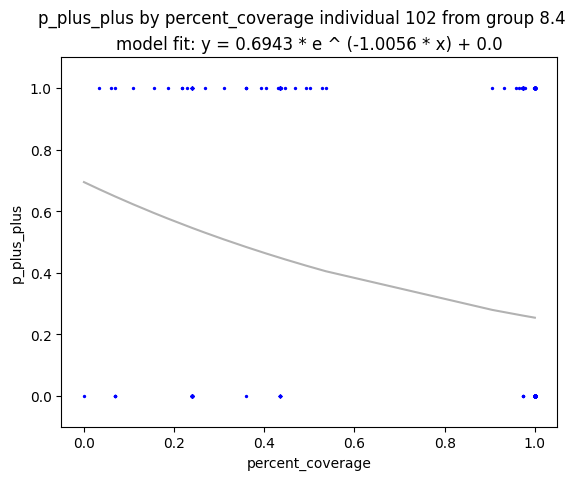 p_plus_plus by percent_coverage individual 102 from group 8.4
model fit: y = 0.6943 * e ^ (-1.0056 * x) + 0.0
1.0
0.8
0.6
0.4
0.2
0.0
p_plus_plus
0.0 0.2 0.4 0.6 0.8 1.0
percent_coverage